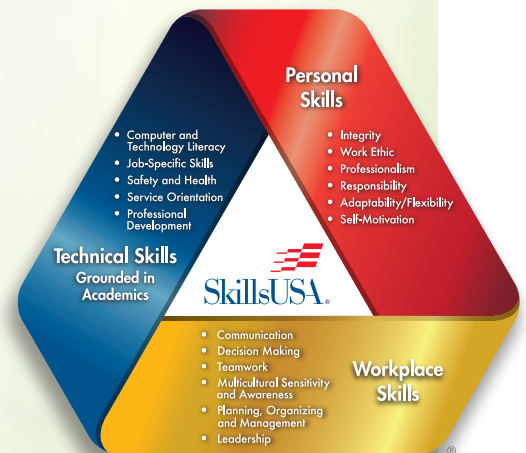 Personal
Skills
• Integrity
• Work Ethic
• Professionalism
• Responsibility
• Adaptability/Flexibility
• Self-Motivation
• Computer and
Technology Literacy
• Job-Specific Skills
• Safety and Health
• Service Orientation
• Professional
Development
Technical Skills
Grounded in
Academics
SkillsUSA®
• Communication
• Decision Making
• Teamwork
• Multicultural Sensitivity
and Awareness
• Planning, Organizing
and Management
• Leadership
Workplace
Skills
®